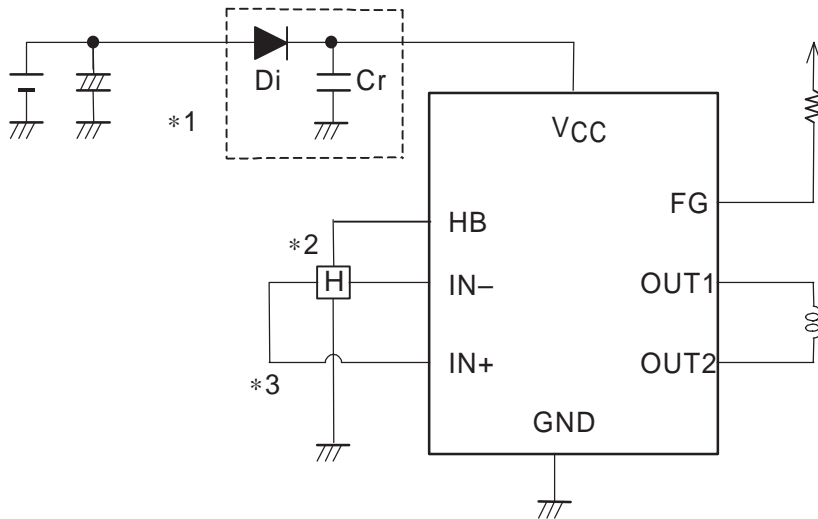 Di
Cr
*1
VCC
FG
HB
*2
H
IN–
OUT1
IN+
OUT2
*3
GND